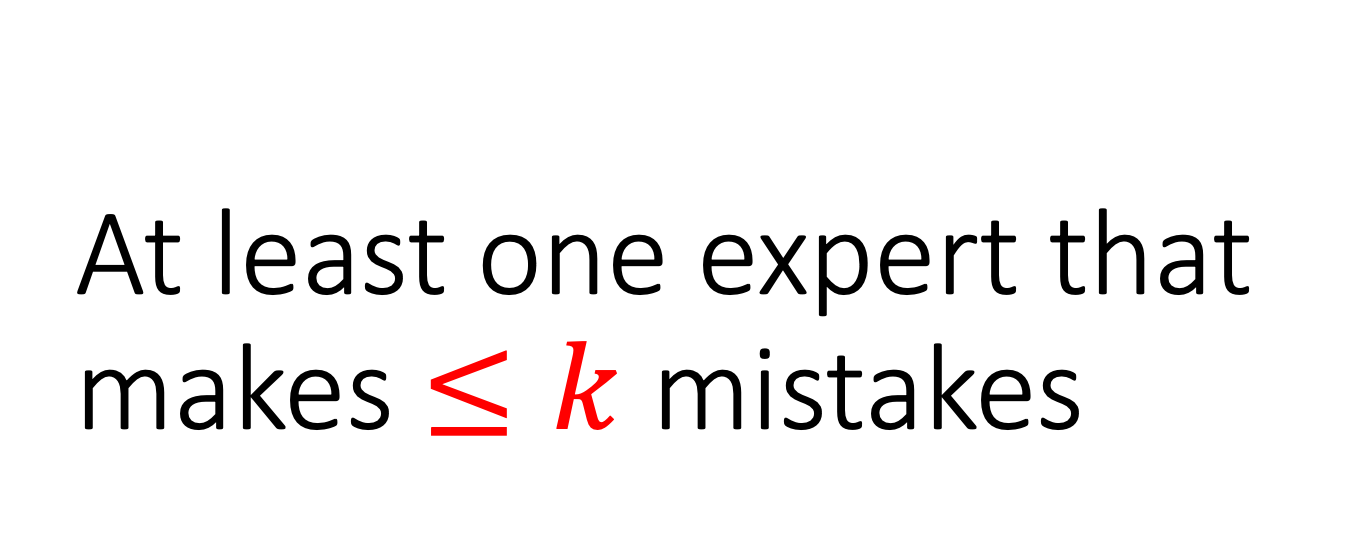 At least one expert that
makes ≤ k mistakes